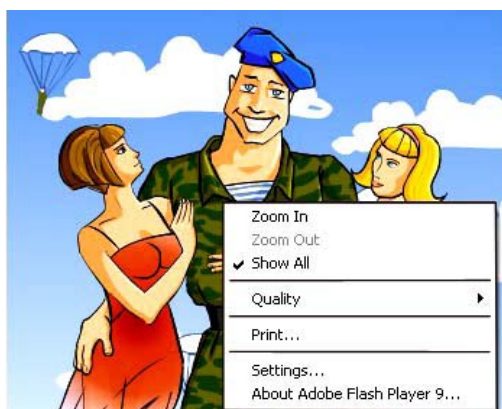 Zoom In
Zoom Out
Show All
Quality
Print...
Settings...
About Adobe Flash Player 9...